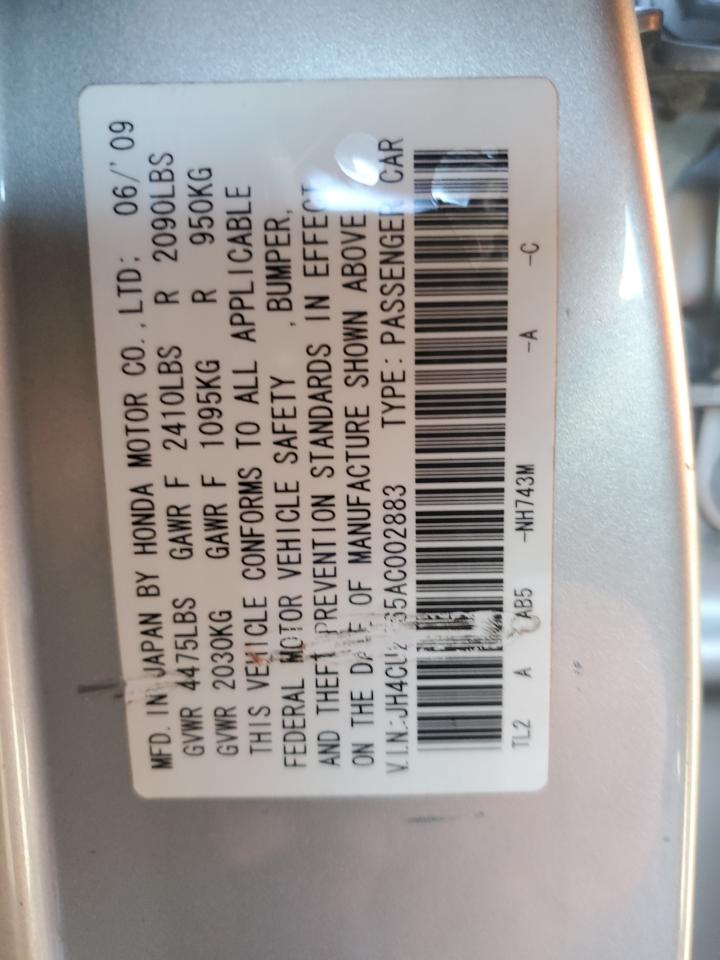 MFD. IN JAPAN BY HONDA MOTOR CO., LTD; 06/'09
GVWR 4475LBS GAWR F 2410LBS R 2090LBS
GVWR 2030KG GAWR F 1095KG R 950KG
THIS VEHICLE CONFORMS TO ALL APPLICABLE
FEDERAL MOTOR VEHICLE SAFETY , BUMPER,
AND THEFT PREVENTION STANDARDS IN EFFECT
ON THE DATE OF MANUFACTURE SHOWN ABOVE
V.I.N.: TYPE: PASSENGER CAR
TL2 A AB5 -NH743M -A -C